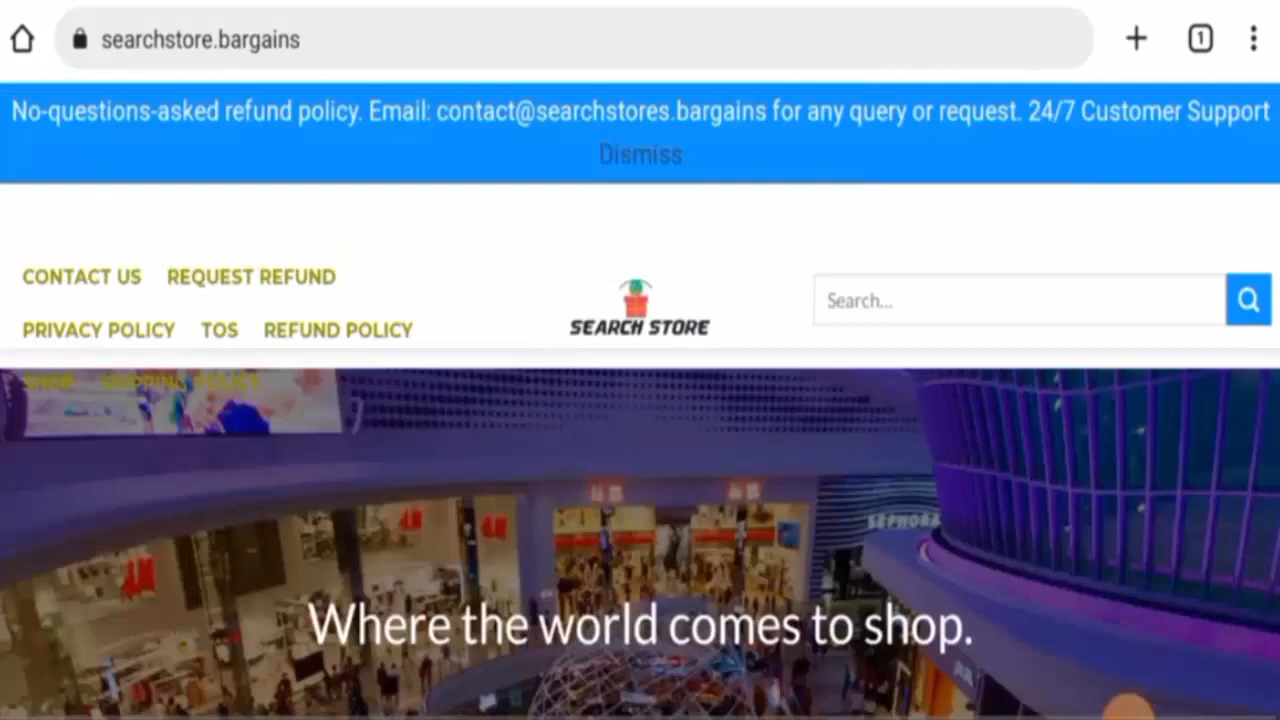 searchstore.bargains
1
No-questions-asked refund policy. Email: contact@searchstores.bargains for any query or request. 24/7 Customer Support
Dismiss
CONTACT US REQUEST REFUND
PRIVACY POLICY TOS REFUND POLICY
SHOP SHIPPING POLICY
SEARCH STORE
Search...
SEPHORA
Where the world comes to shop.